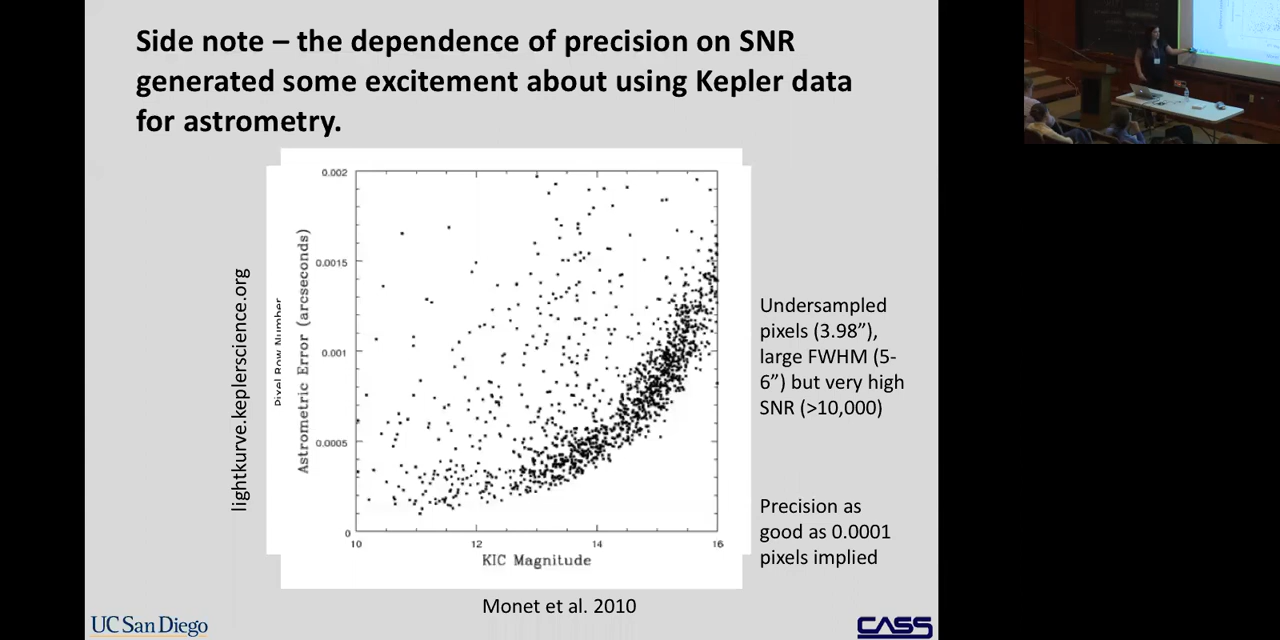 Side note – the dependence of precision on SNR
generated some excitement about using Kepler data
for astrometry.
lightkurve.keplerscience.org
Pixel Row Number
Astrometric Error (arcseconds)
0.002
0.0015
0.001
0.0005
0
10
12
14
16
KIC Magnitude
Monet et al. 2010
Undersampled
pixels (3.98”),
large FWHM (5-
6”) but very high
SNR (>10,000)
Precision as
good as 0.0001
pixels implied
UC San Diego
CASS